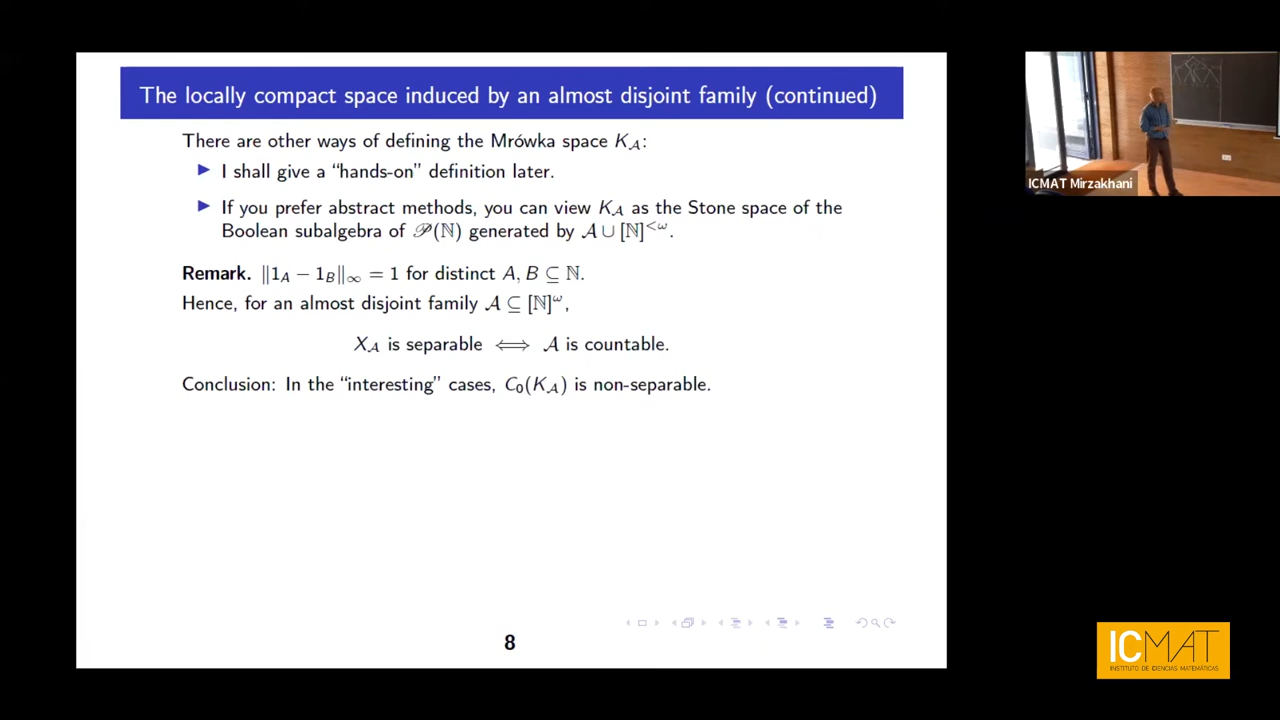 The locally compact space induced by an almost disjoint family (continued)
There are other ways of defining the Mrówka space K_𝒜:
▶ I shall give a “hands-on” definition later.
▶ If you prefer abstract methods, you can view K_𝒜 as the Stone space of the
Boolean subalgebra of 𝒫(ℕ) generated by 𝒜 ∪ [ℕ]^{<ω}.
Remark. ‖1_A − 1_B‖_∞ = 1 for distinct A, B ⊆ ℕ.
Hence, for an almost disjoint family 𝒜 ⊆ [ℕ]^ω,
X_𝒜 is separable ⟺ 𝒜 is countable.
Conclusion: In the “interesting” cases, C_0(K_𝒜) is non-separable.
8
ICMAT Mirzakhani
ICMAT
INSTITUTO DE CIENCIAS MATEMÁTICAS